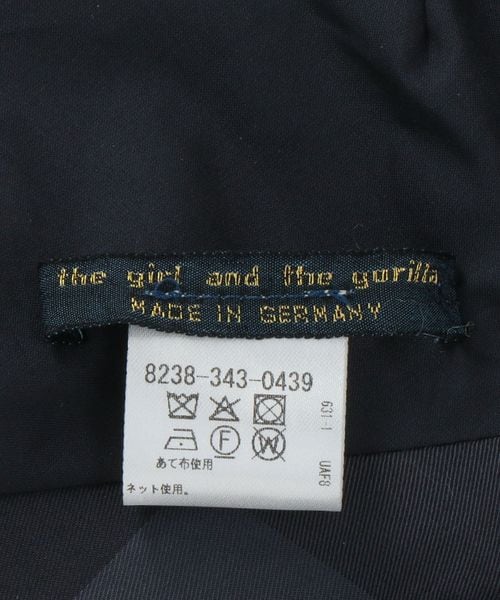 the girl and the gorilla
MADE IN GERMANY
8238-343-0439
F W
あて布使用
ネット使用。
631-1
UAF8